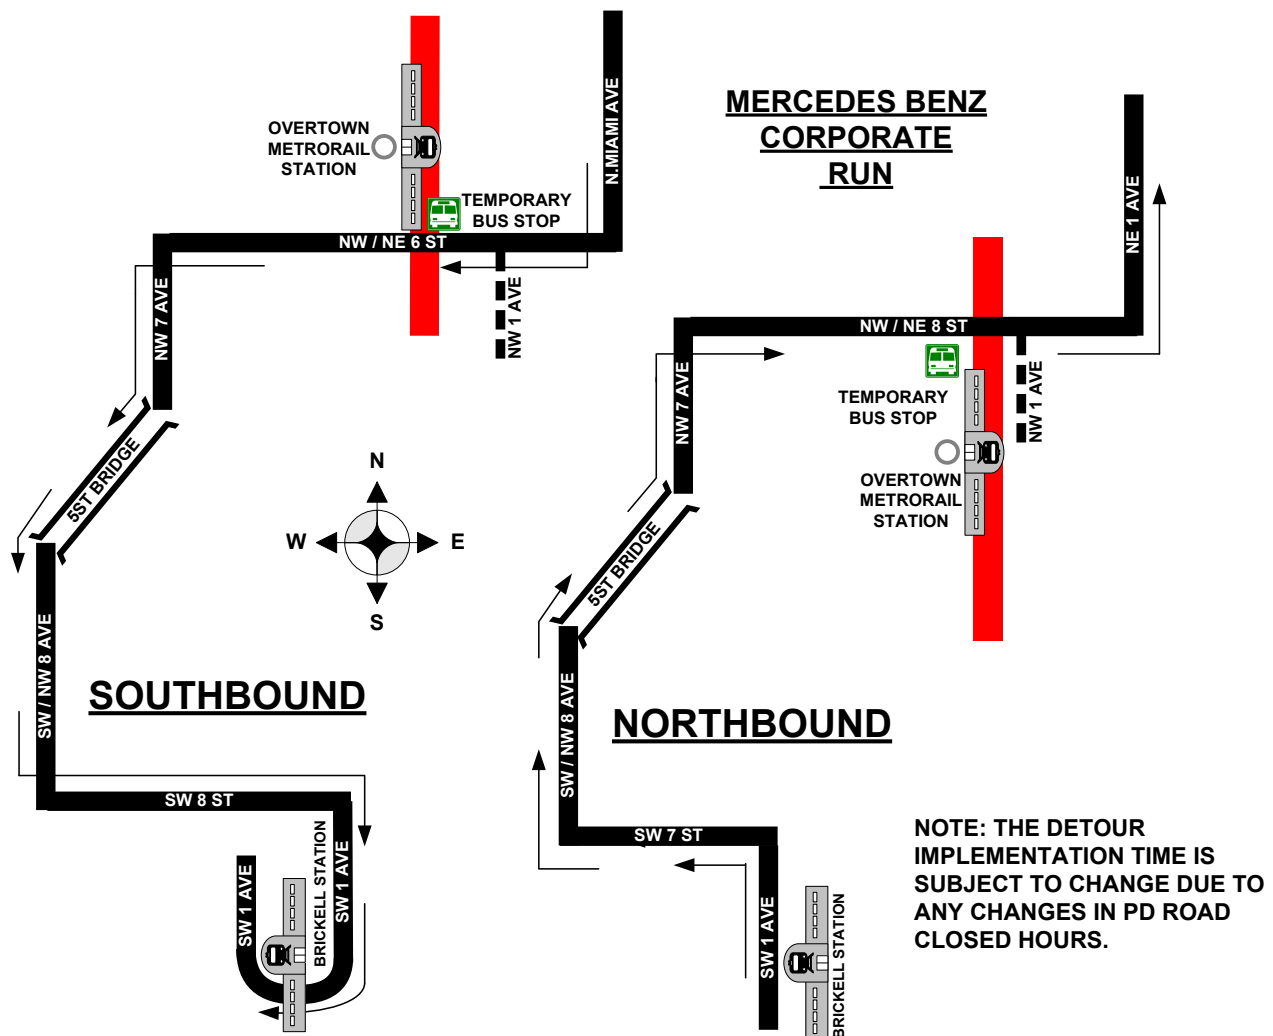 MERCEDES BENZ
CORPORATE
RUN
OVERTOWN
METRORAIL
STATION
N.MIAMI AVE
TEMPORARY
BUS STOP
NW / NE 6 ST
NW 1 AVE
NW 7 AVE
5ST BRIDGE
SW / NW 8 AVE
SOUTHBOUND
SW 8 ST
SW 1 AVE
BRICKELL STATION
SW 1 AVE
N
W
E
S
NE 1 AVE
NW / NE 8 ST
NW 1 AVE
TEMPORARY
BUS STOP
OVERTOWN
METRORAIL
STATION
NW 7 AVE
5ST BRIDGE
SW / NW 8 AVE
NORTHBOUND
SW 7 ST
SW 1 AVE
BRICKELL STATION
NOTE: THE DETOUR
IMPLEMENTATION TIME IS
SUBJECT TO CHANGE DUE TO
ANY CHANGES IN PD ROAD
CLOSED HOURS.